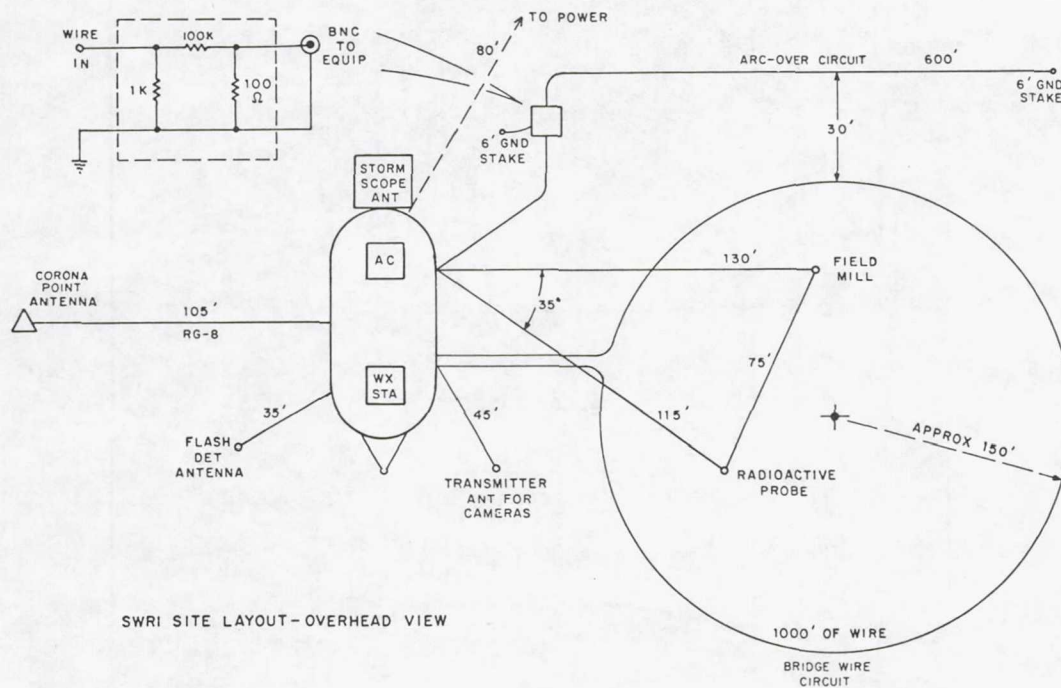 WIRE
IN
100K
1K
100
Ω
BNC
TO
EQUIP
80'
TO POWER
ARC-OVER CIRCUIT
600'
6' GND
STAKE
6' GND
STAKE
30'
STORM
SCOPE
ANT
AC
CORONA
POINT
ANTENNA
105'
RG-8
130'
FIELD
MILL
35°
75'
WX
STA
35'
FLASH
DET
ANTENNA
45'
TRANSMITTER
ANT FOR
CAMERAS
115'
RADIOACTIVE
PROBE
APPROX 150'
SWRI SITE LAYOUT-OVERHEAD VIEW
1000' OF WIRE
BRIDGE WIRE
CIRCUIT